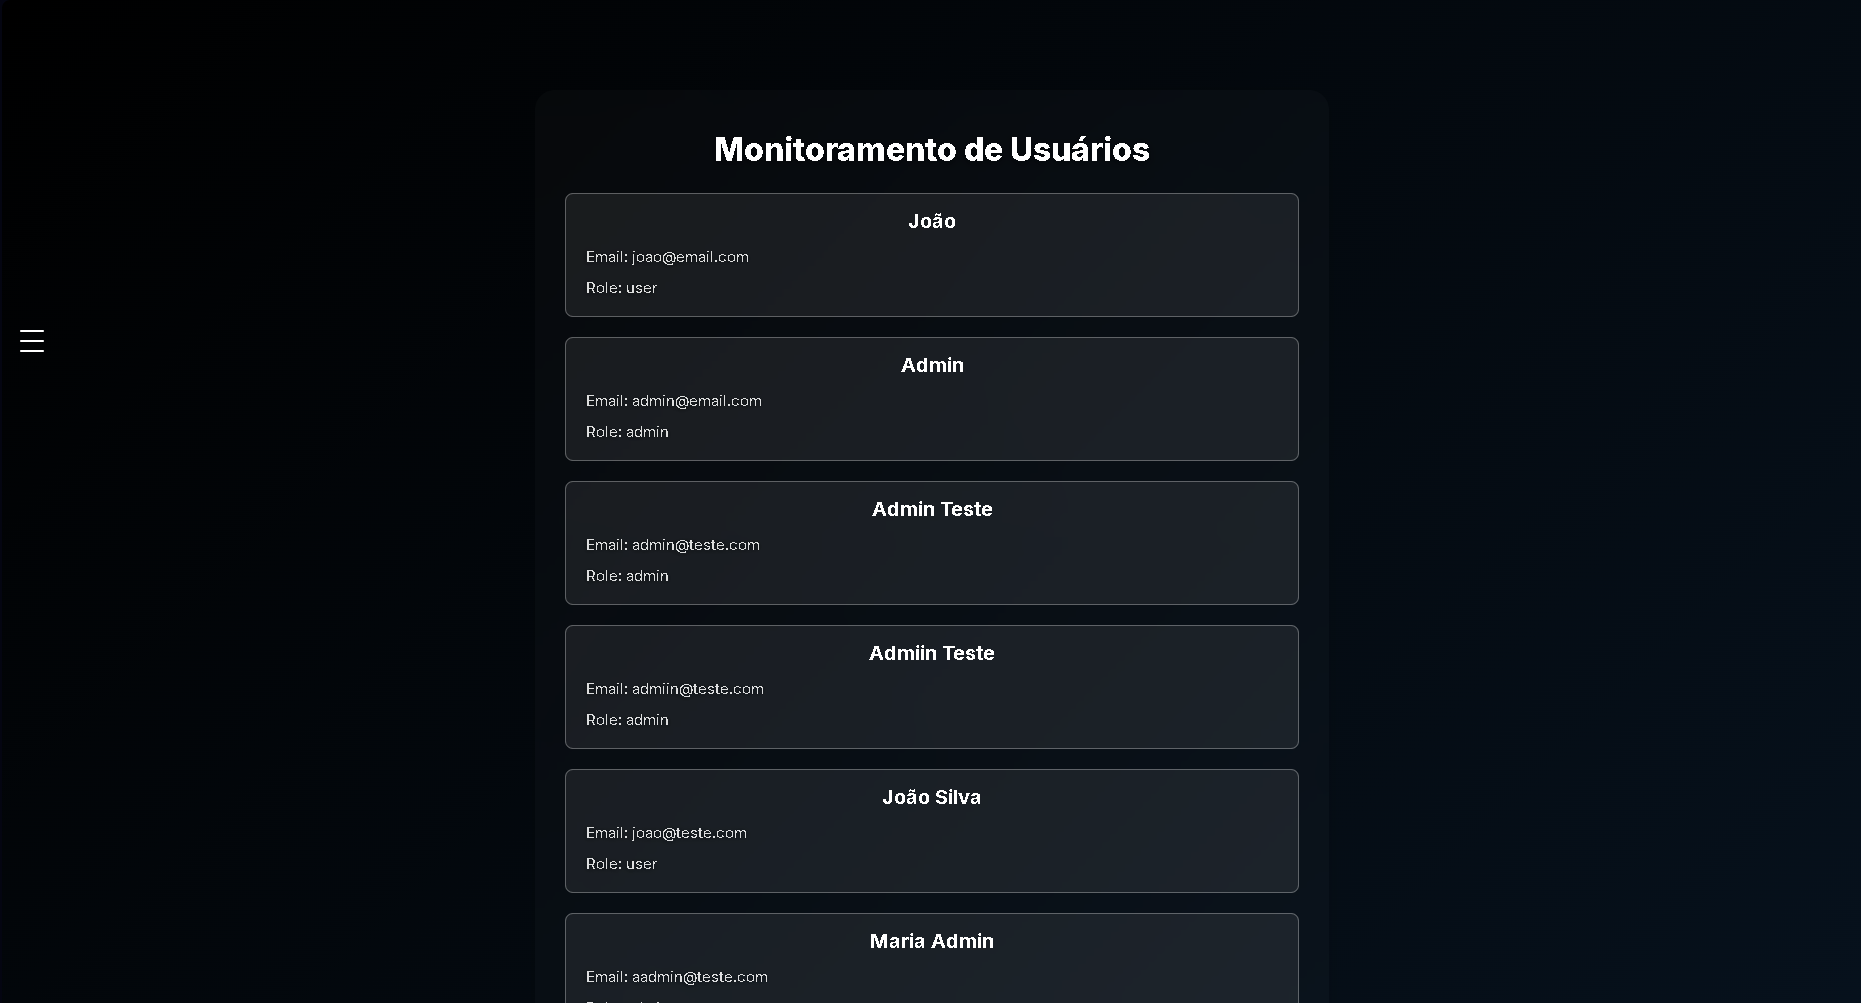 Monitoramento de Usuários
João
Email: joao@email.com
Role: user
Admin
Email: admin@email.com
Role: admin
Admin Teste
Email: admin@teste.com
Role: admin
Admiin Teste
Email: admiin@teste.com
Role: admin
João Silva
Email: joao@teste.com
Role: user
Maria Admin
Email: aadmin@teste.com